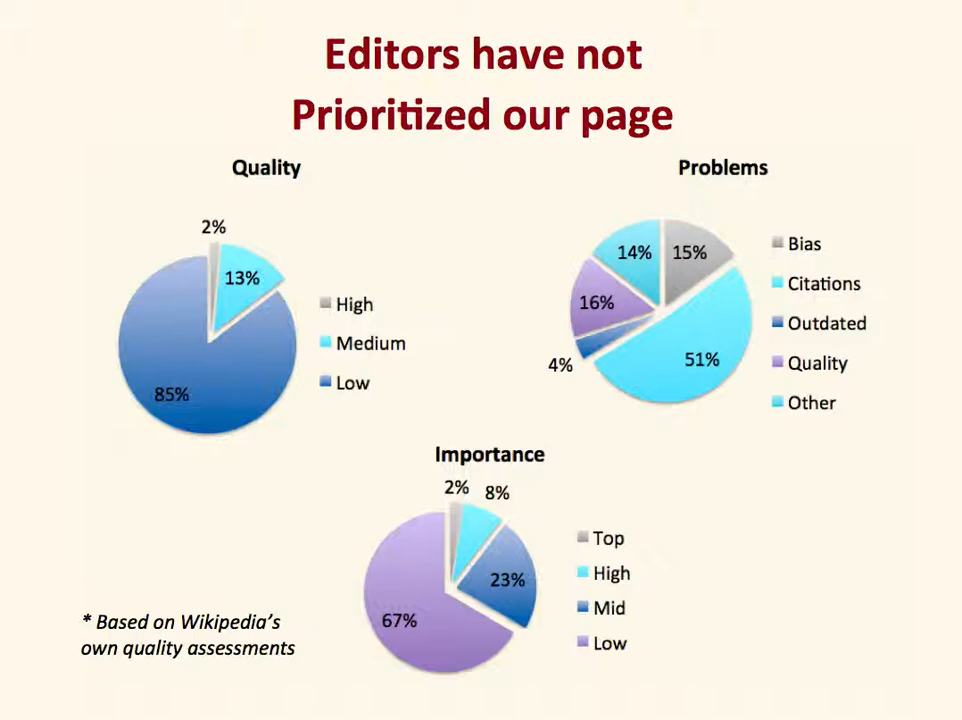 Editors have not
Prioritized our page
Quality
2%
13%
85%
High
Medium
Low
Problems
14%
15%
16%
4%
51%
Bias
Citations
Outdated
Quality
Other
Importance
2%
8%
23%
67%
Top
High
Mid
Low
* Based on Wikipedia's
own quality assessments